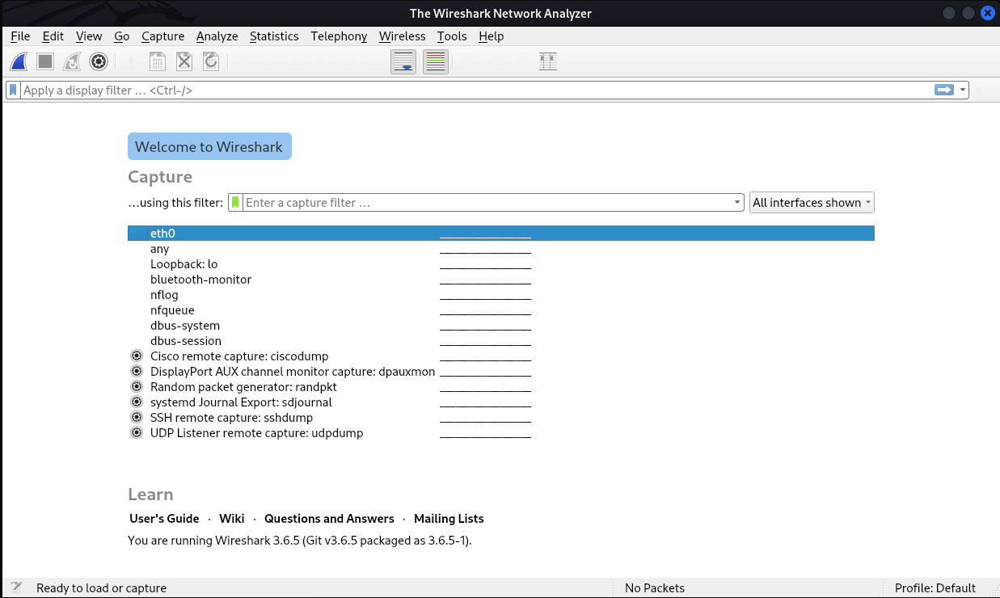 The Wireshark Network Analyzer
File Edit View Go Capture Analyze Statistics Telephony Wireless Tools Help
Apply a display filter … <Ctrl-/>
Welcome to Wireshark
Capture
…using this filter: Enter a capture filter … All interfaces shown
eth0
any
Loopback: lo
bluetooth-monitor
nflog
nfqueue
dbus-system
dbus-session
Cisco remote capture: ciscodump
DisplayPort AUX channel monitor capture: dpauxmon
Random packet generator: randpkt
systemd Journal Export: sdjournal
SSH remote capture: sshdump
UDP Listener remote capture: udpdump
Learn
User's Guide · Wiki · Questions and Answers · Mailing Lists
You are running Wireshark 3.6.5 (Git v3.6.5 packaged as 3.6.5-1).
Ready to load or capture No Packets Profile: Default